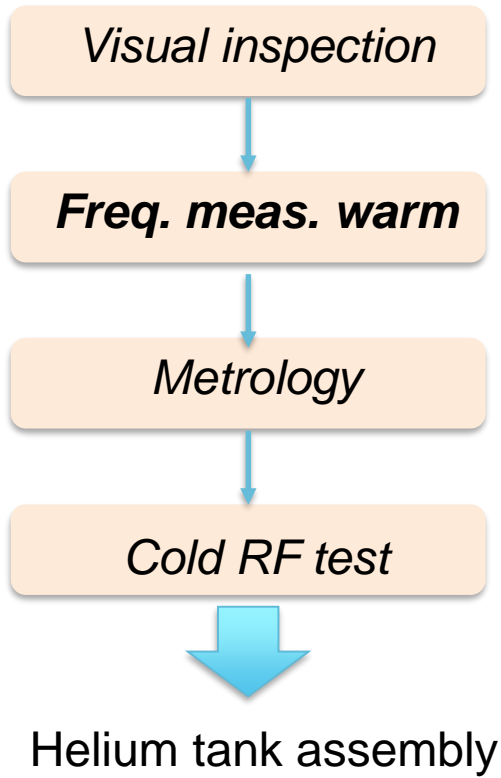 Visual inspection
Freq. meas. warm
Metrology
Cold RF test
Helium tank assembly